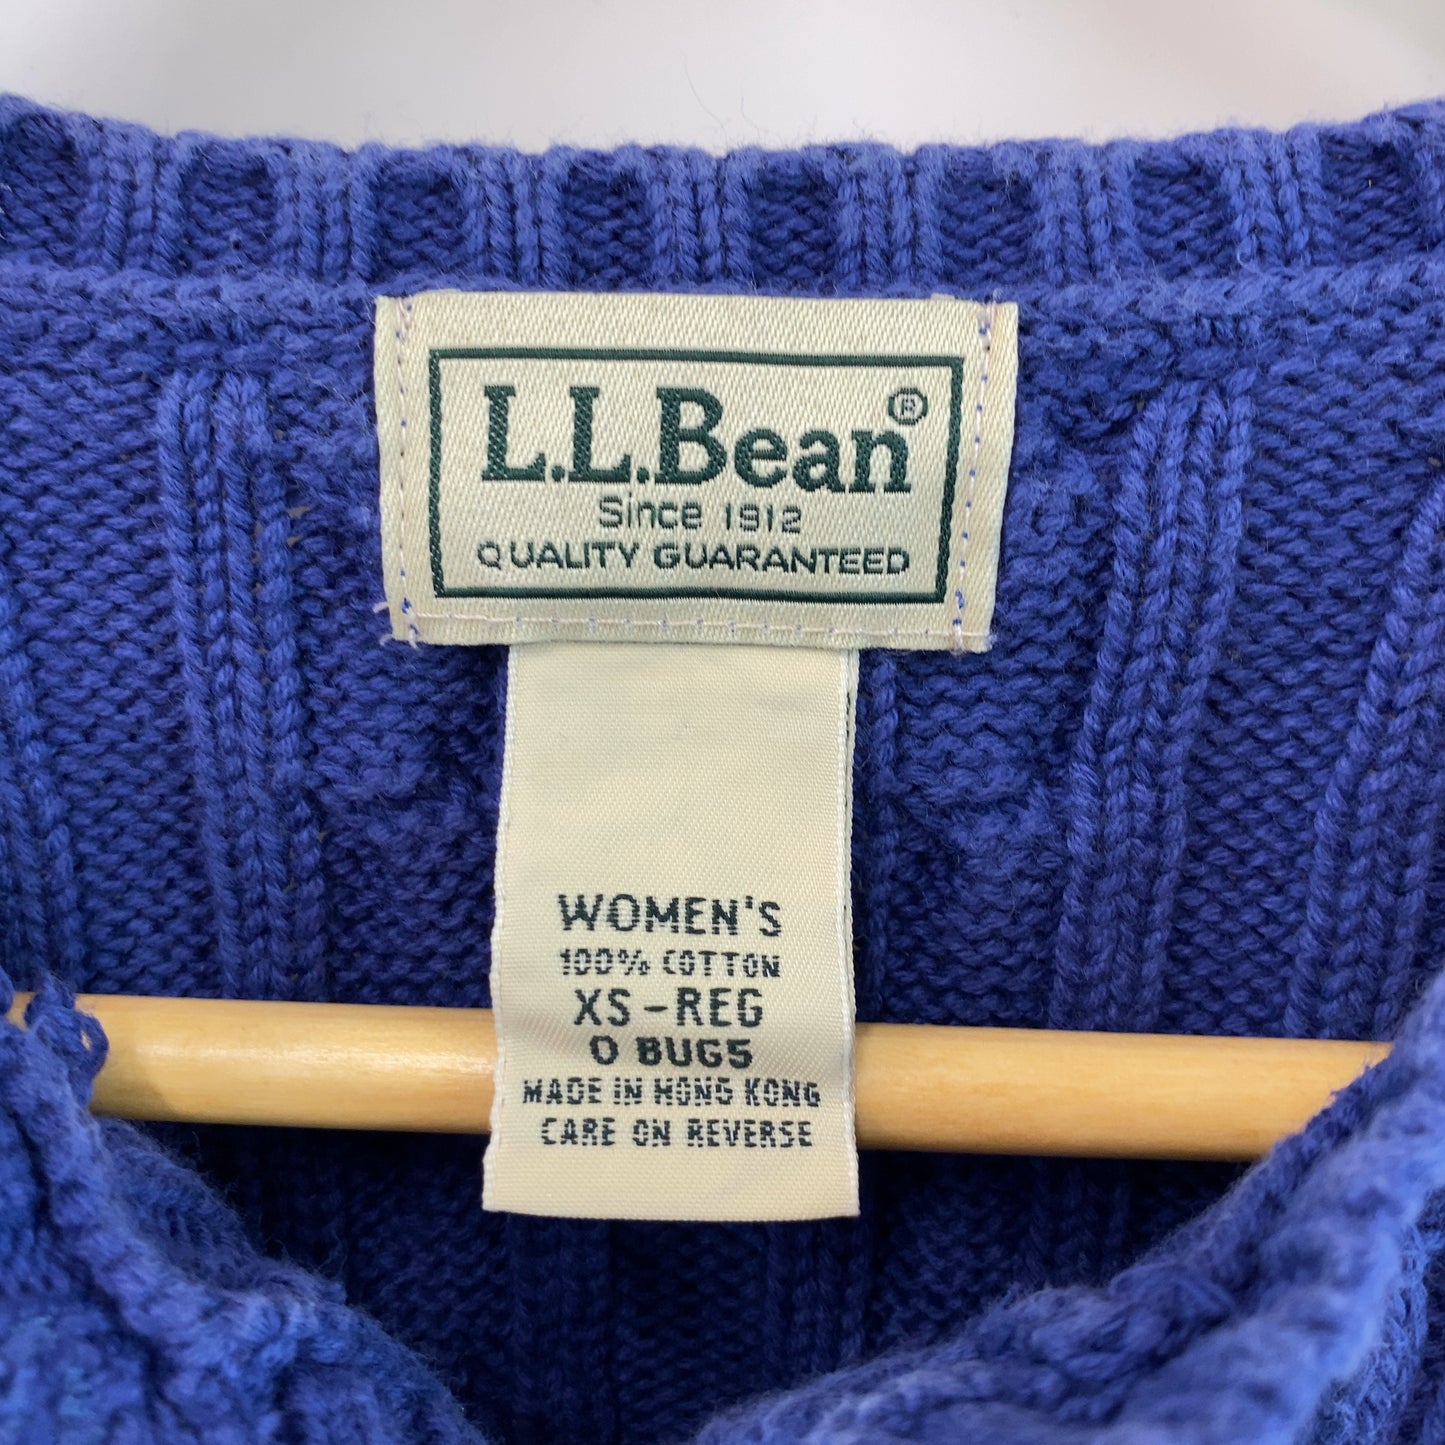 L.L.Bean®
Since 1912
QUALITY GUARANTEED
WOMEN'S
100% COTTON
XS-REG
0 BUG5
MADE IN HONG KONG
CARE ON REVERSE